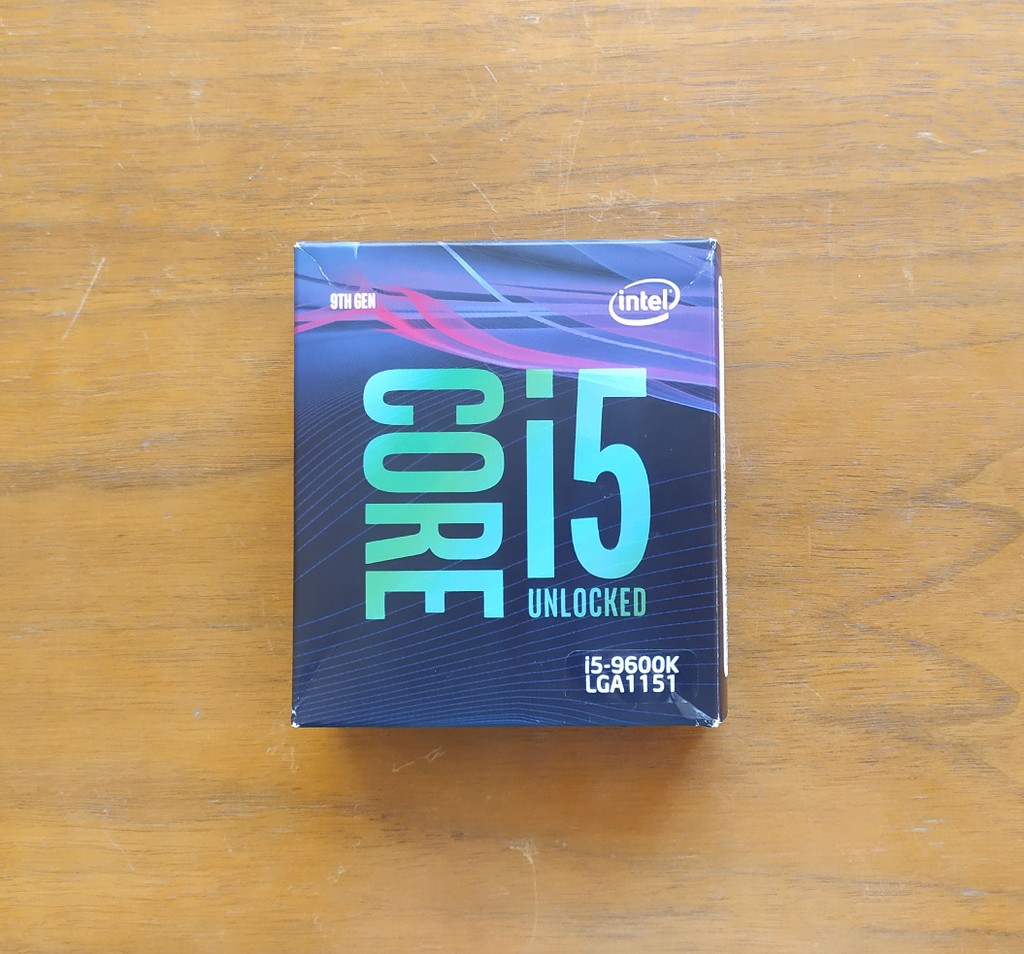 9TH GEN
intel
CORE
i5
UNLOCKED
i5-9600K
LGA1151